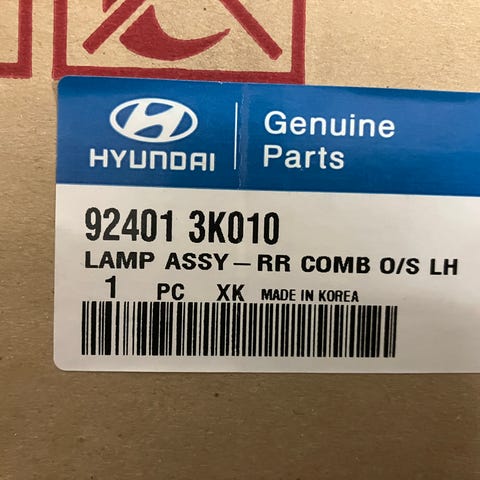 HYUNDAI
Genuine
Parts
92401 3K010
LAMP ASSY-RR COMB O/S LH
1 PC XK MADE IN KOREA